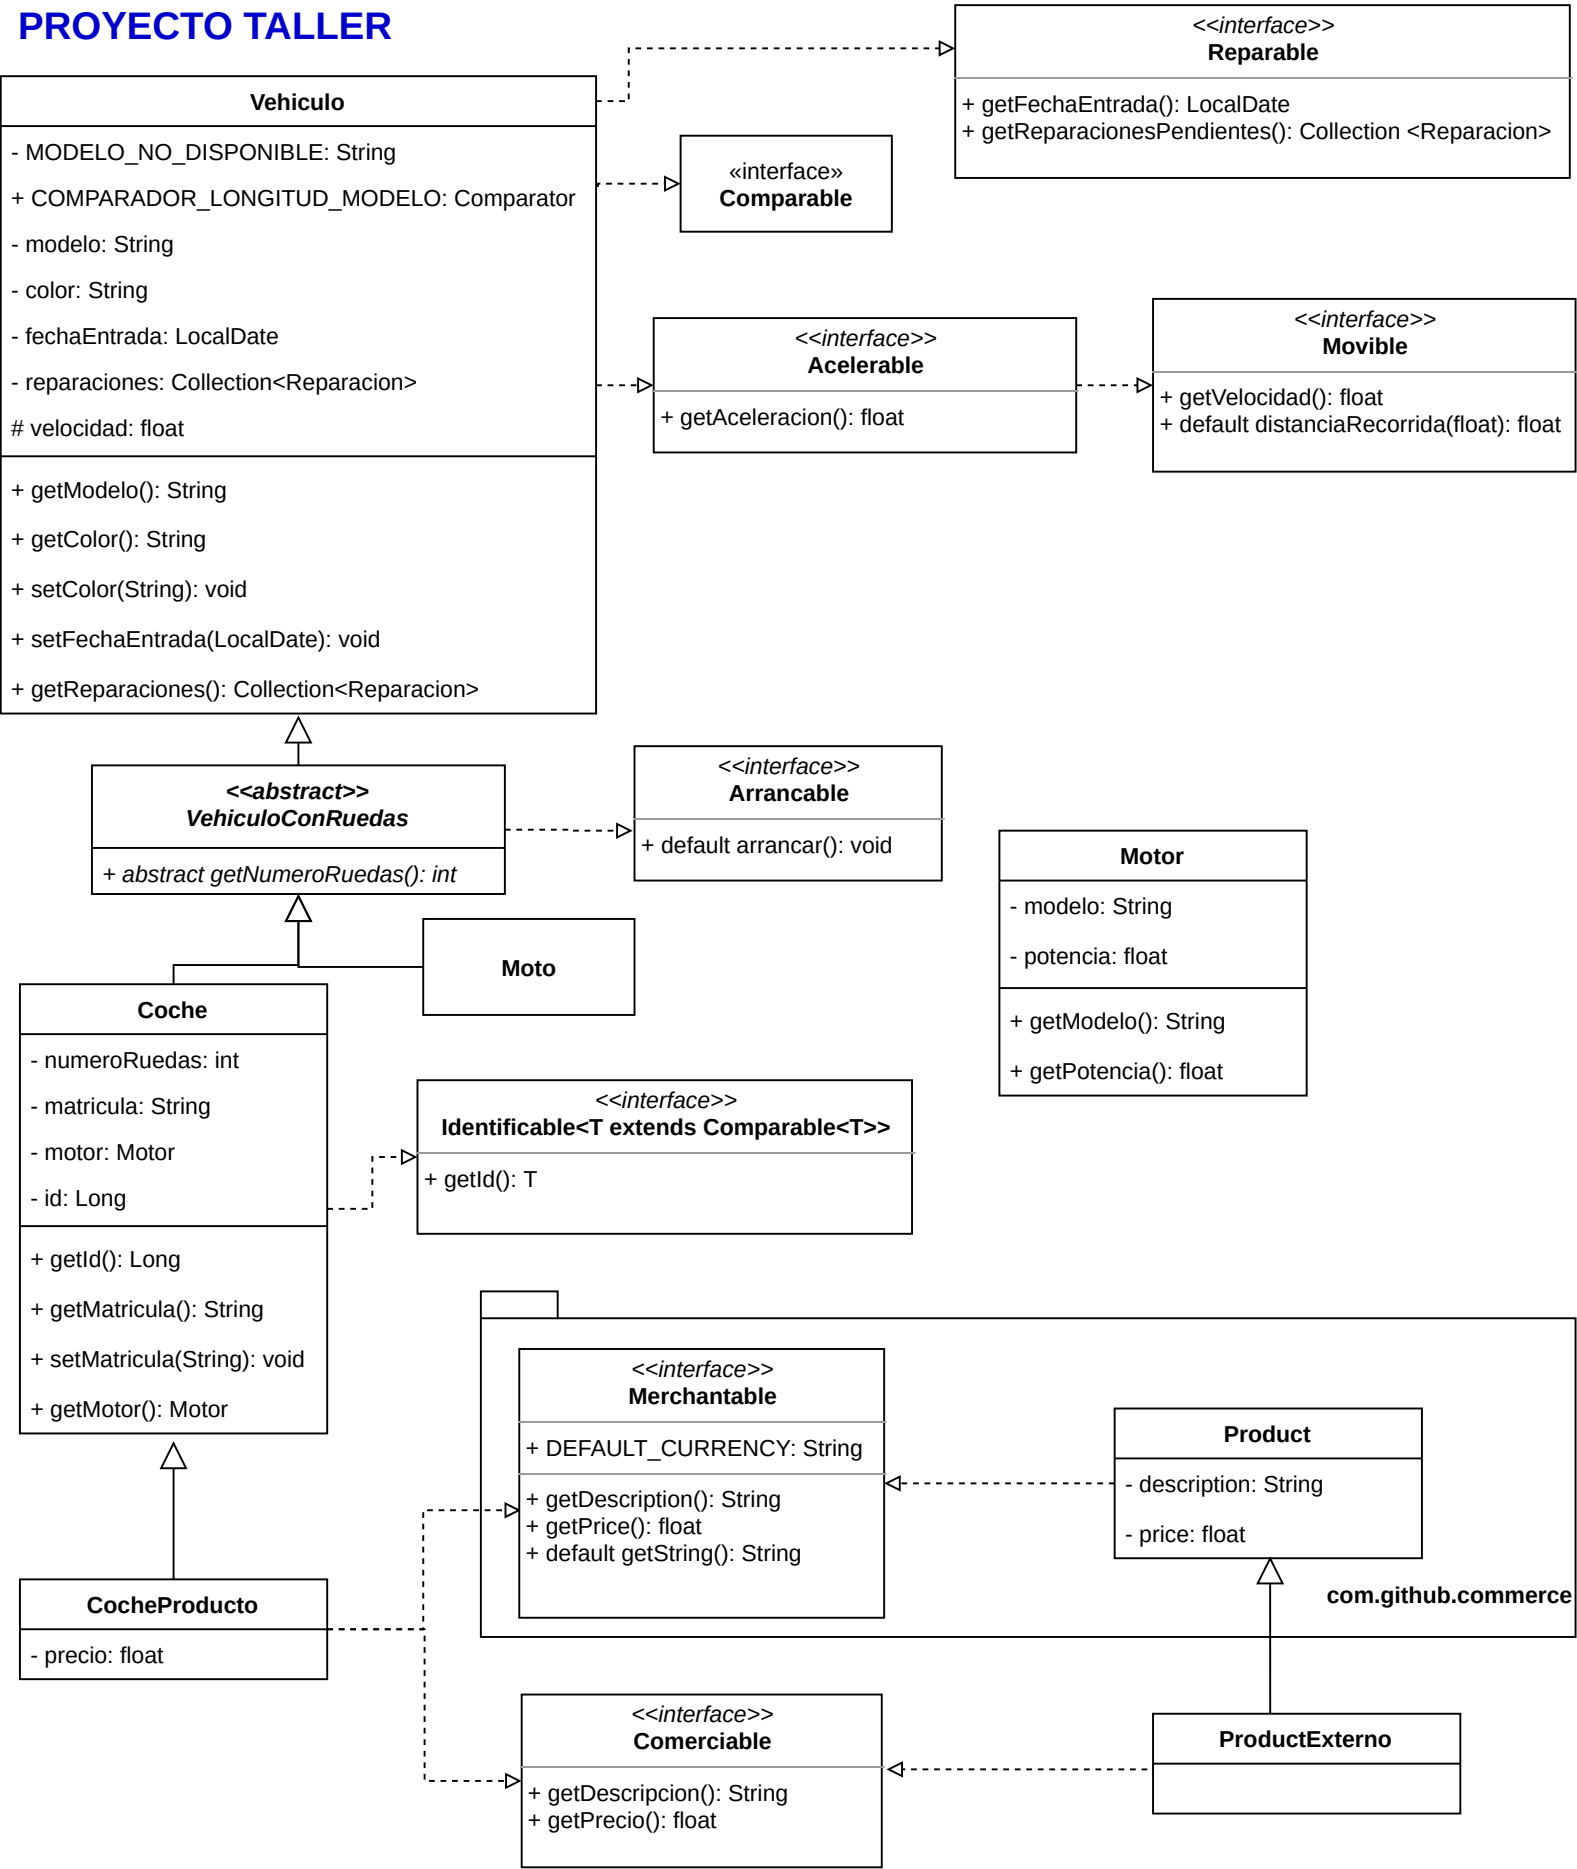 PROYECTO TALLER
<<interface>>
Reparable
+ getFechaEntrada(): LocalDate
+ getReparacionesPendientes(): Collection <Reparacion>
Vehiculo
- MODELO_NO_DISPONIBLE: String
+ COMPARADOR_LONGITUD_MODELO: Comparator
- modelo: String
- color: String
- fechaEntrada: LocalDate
- reparaciones: Collection<Reparacion>
# velocidad: float
+ getModelo(): String
+ getColor(): String
+ setColor(String): void
+ setFechaEntrada(LocalDate): void
+ getReparaciones(): Collection<Reparacion>
«interface»
Comparable
<<interface>>
Acelerable
+ getAceleracion(): float
<<interface>>
Movible
+ getVelocidad(): float
+ default distanciaRecorrida(float): float
<<abstract>>
VehiculoConRuedas
+ abstract getNumeroRuedas(): int
<<interface>>
Arrancable
+ default arrancar(): void
Motor
- modelo: String
- potencia: float
+ getModelo(): String
+ getPotencia(): float
Moto
Coche
- numeroRuedas: int
- matricula: String
- motor: Motor
- id: Long
+ getId(): Long
+ getMatricula(): String
+ setMatricula(String): void
+ getMotor(): Motor
<<interface>>
Identificable<T extends Comparable<T>>
+ getId(): T
<<interface>>
Merchantable
+ DEFAULT_CURRENCY: String
+ getDescription(): String
+ getPrice(): float
+ default getString(): String
Product
- description: String
- price: float
com.github.commerce
CocheProducto
- precio: float
<<interface>>
Comerciable
+ getDescripcion(): String
+ getPrecio(): float
ProductExterno